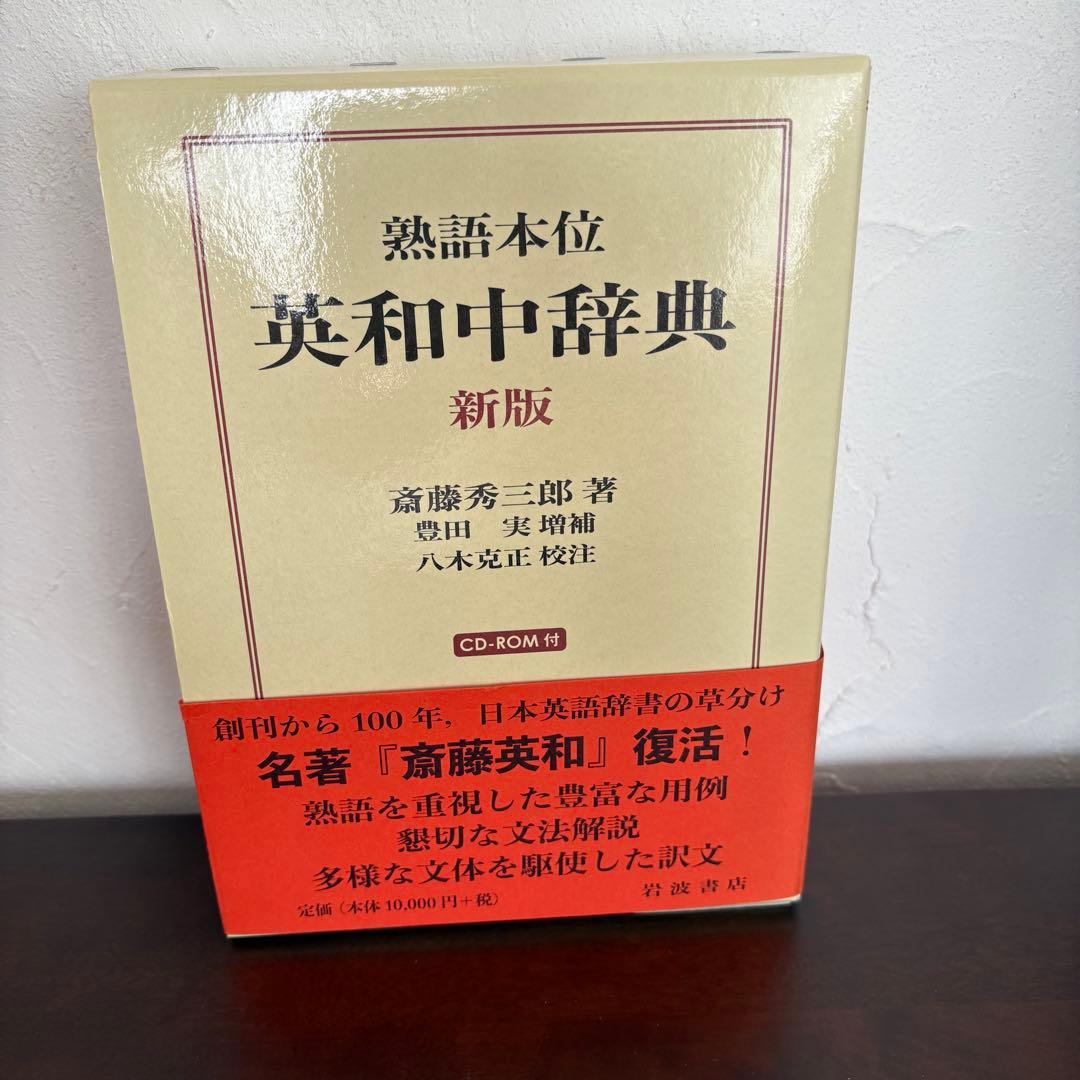 熟語本位
英和中辞典
新版
斎藤秀三郎 著
豊田 実 増補
八木克正 校注
CD-ROM 付
創刊から100年，日本英語辞書の草分け
名著『斎藤英和』復活！
熟語を重視した豊富な用例
懇切な文法解説
多様な文体を駆使した訳文
定価（本体10,000円＋税）
岩波書店